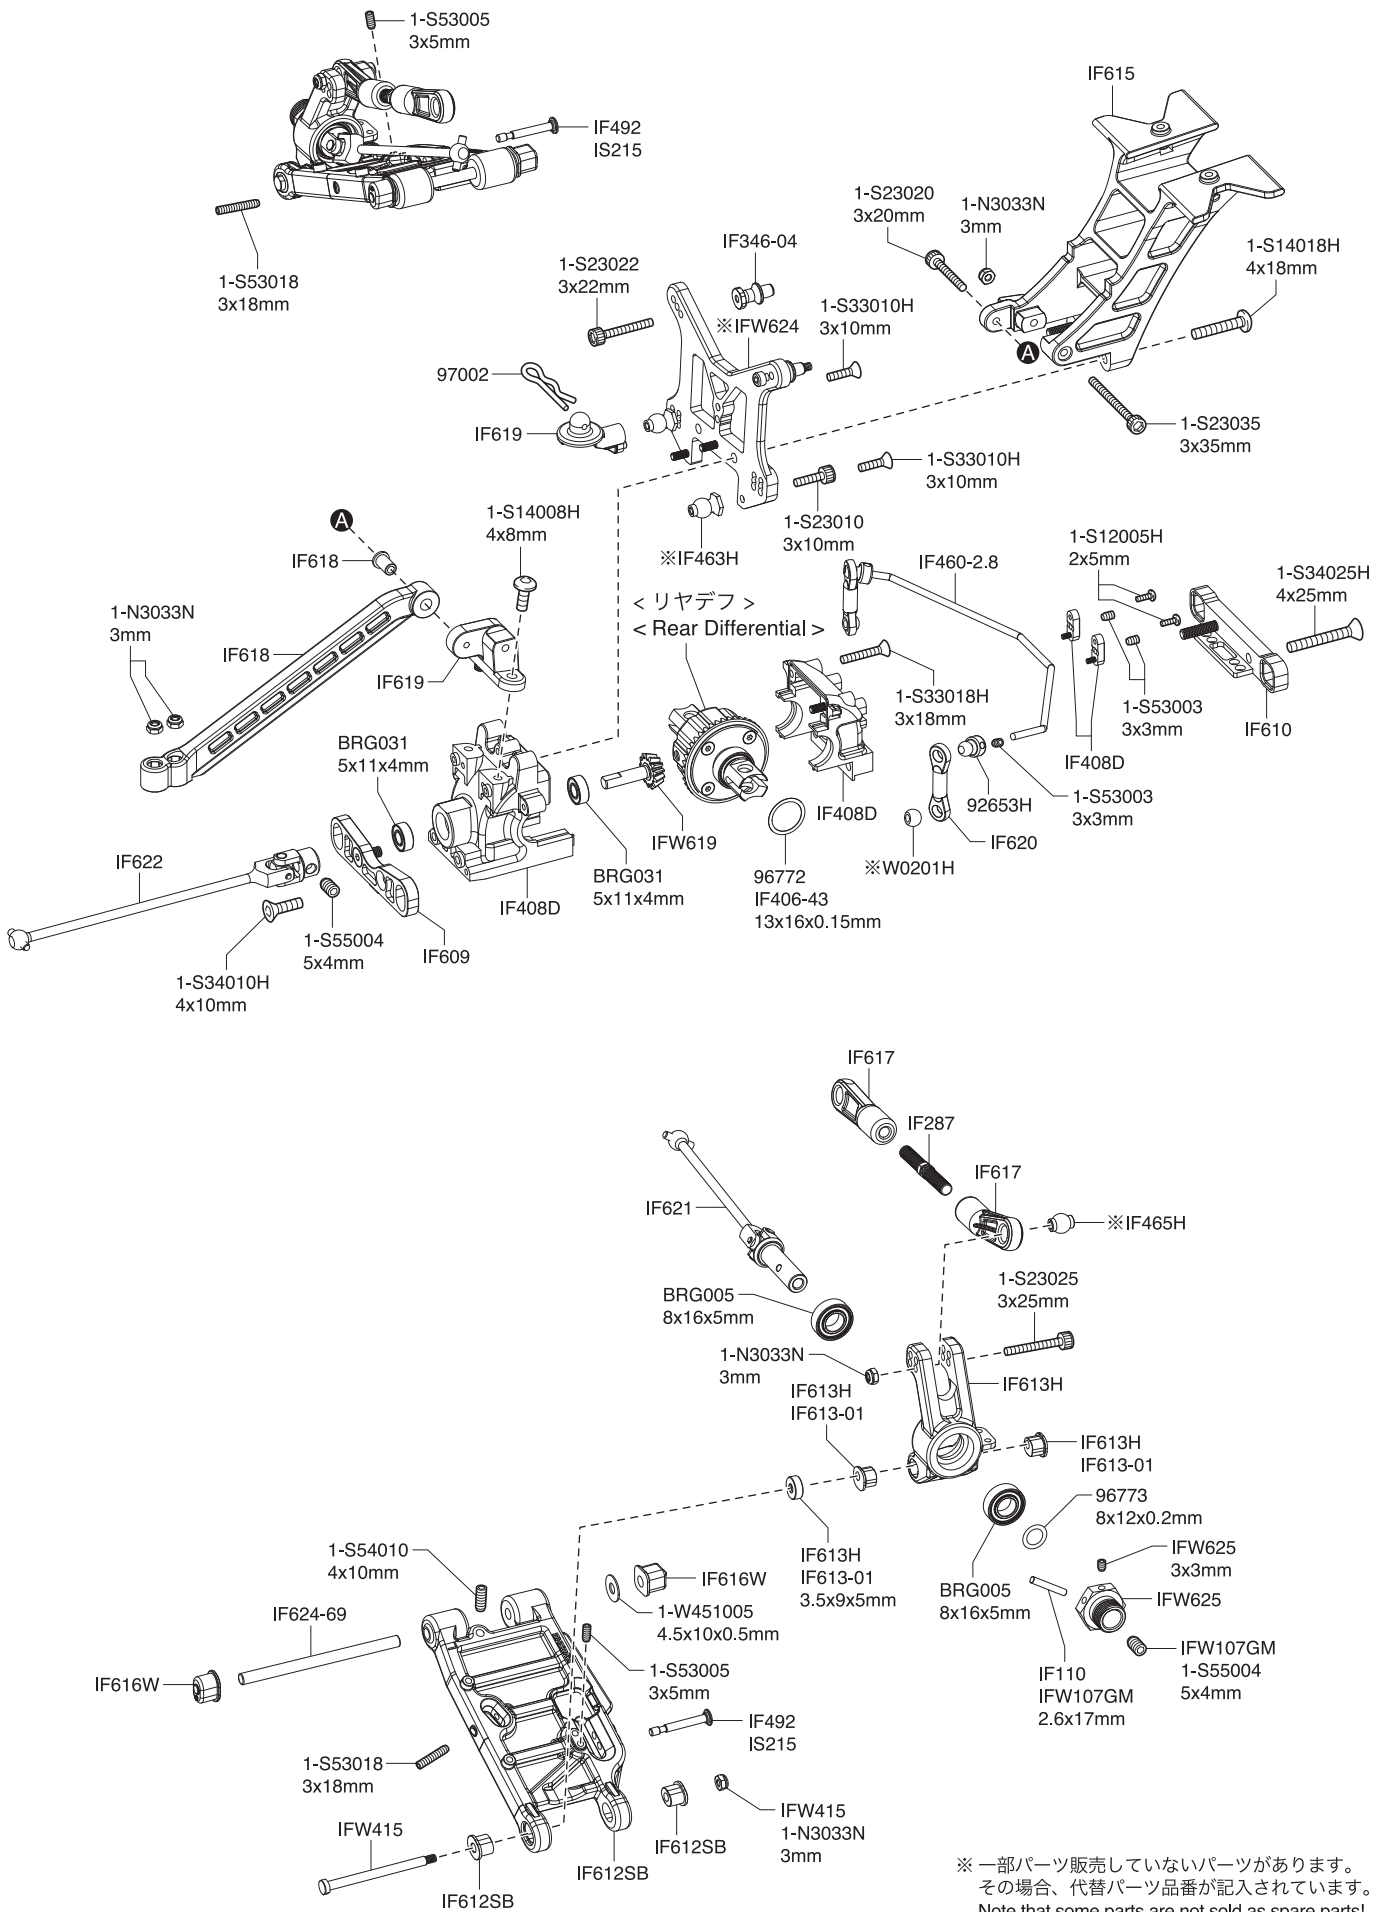 1-S53005
3x5mm
IF492
IS215
1-S53018
3x18mm
IF615
1-S23020
3x20mm
1-N3033N
3mm
1-S14018H
4x18mm
A
1-S23035
3x35mm
IF346-04
1-S23022
3x22mm
※IFW624
1-S33010H
3x10mm
97002
IF619
1-S33010H
3x10mm
1-S23010
3x10mm
※IF463H
1-S14008H
4x8mm
A
IF618
1-N3033N
3mm
IF618
IF619
< リヤデフ >
< Rear Differential >
IF460-2.8
1-S12005H
2x5mm
1-S34025H
4x25mm
1-S33018H
3x18mm
1-S53003
3x3mm
IF610
IF408D
BRG031
5x11x4mm
IF408D
92653H
1-S53003
3x3mm
IF620
※W0201H
IFW619
BRG031
5x11x4mm
96772
IF406-43
13x16x0.15mm
IF622
IF408D
1-S55004
5x4mm
IF609
1-S34010H
4x10mm
IF617
IF287
IF617
IF621
※IF465H
BRG005
8x16x5mm
1-S23025
3x25mm
1-N3033N
3mm
IF613H
IF613H
IF613-01
IF613H
IF613-01
96773
8x12x0.2mm
IF613H
IF613-01
3.5x9x5mm
BRG005
8x16x5mm
IFW625
3x3mm
IFW625
IFW107GM
1-S55004
5x4mm
IF110
IFW107GM
2.6x17mm
1-S54010
4x10mm
IF616W
1-W451005
4.5x10x0.5mm
IF624-69
IF616W
1-S53005
3x5mm
IF492
IS215
1-S53018
3x18mm
IFW415
1-N3033N
3mm
IFW415
IF612SB
IF612SB
IF612SB
※ 一部パーツ販売していないパーツがあります。
その場合、代替パーツ品番が記入されています。
Note that some parts are not sold as spare parts!